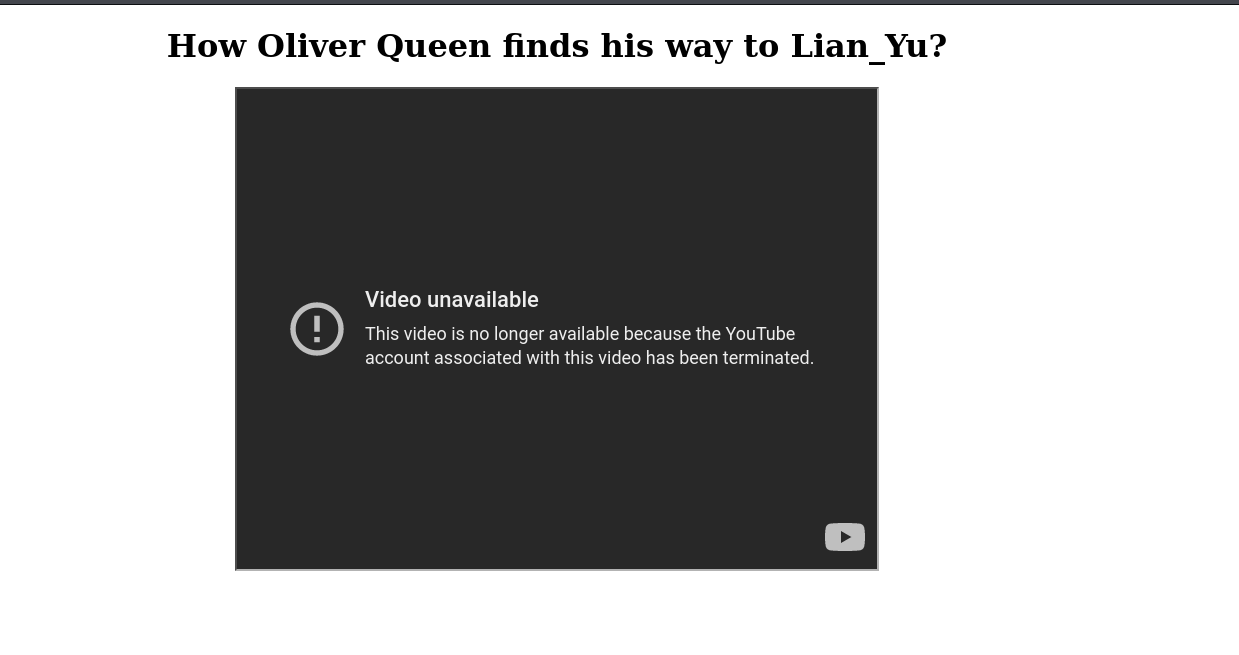 How Oliver Queen finds his way to Lian_Yu?
Video unavailable
This video is no longer available because the YouTube
account associated with this video has been terminated.